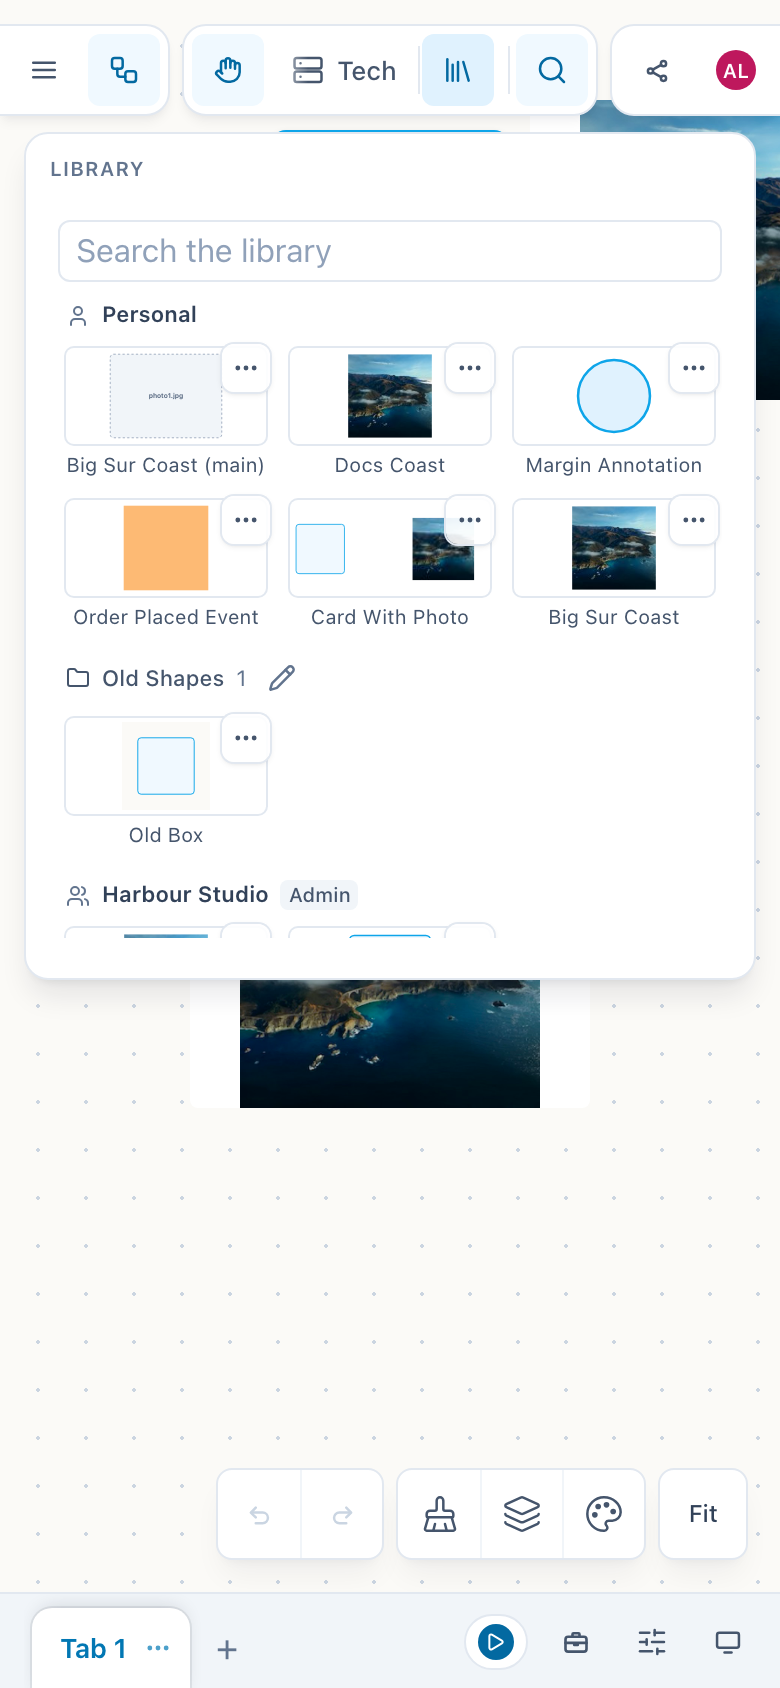 Tech
AL
LIBRARY
Search the library
Personal
photo1.jpg
Big Sur Coast (main)
Docs Coast
Margin Annotation
Order Placed Event
Card With Photo
Big Sur Coast
Old Shapes 1
Old Box
Harbour Studio Admin
Fit
Tab 1